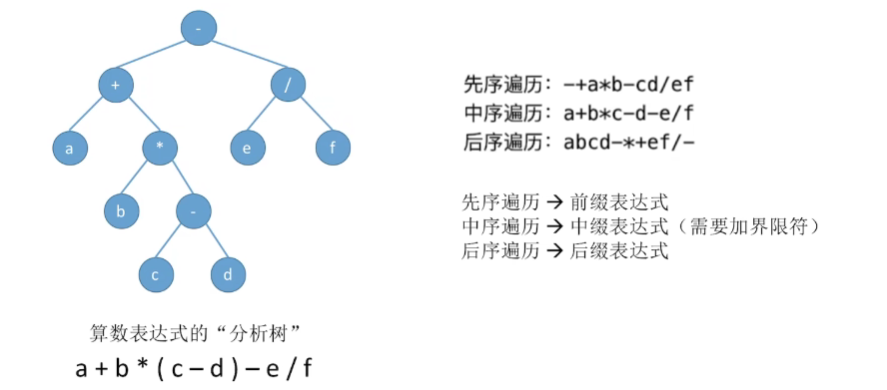 -
+
/
a
*
e
f
b
-
c
d
算数表达式的“分析树”
a+b*(c-d)-e/f
先序遍历：-+a*b-cd/ef
中序遍历：a+b*c-d-e/f
后序遍历：abcd-*+ef/-
先序遍历→前缀表达式
中序遍历→中缀表达式（需要加界限符）
后序遍历→后缀表达式